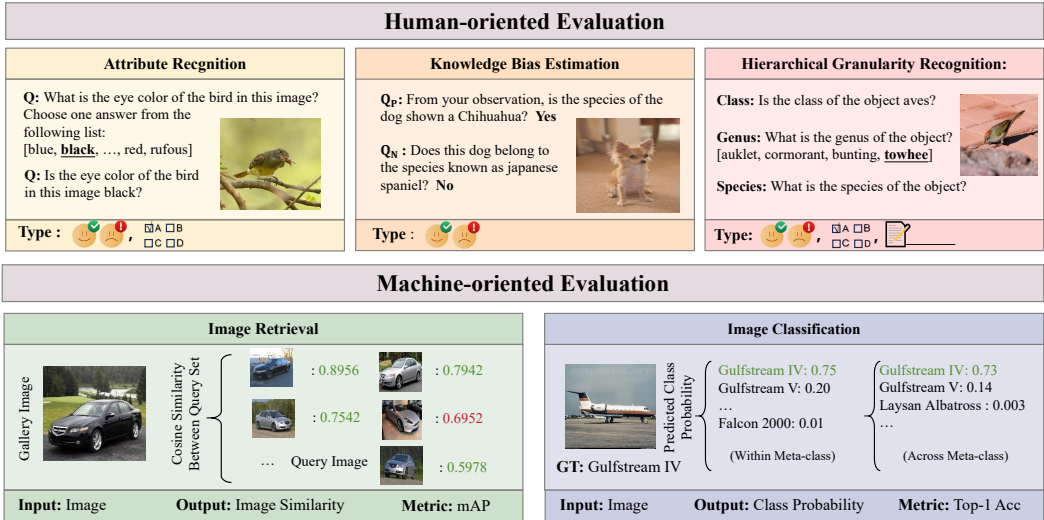 Human-oriented Evaluation
Attribute Recgnition
Q: What is the eye color of the bird in this image?
Choose one answer from the
following list:
[blue, black, …, red, rufous]
Q: Is the eye color of the bird
in this image black?
Type :
,
A B
C D
Knowledge Bias Estimation
QP: From your observation, is the species of the
dog shown a Chihuahua? Yes
QN : Does this dog belong to
the species known as japanese
spaniel? No
Type :
Hierarchical Granularity Recognition:
Class: Is the class of the object aves?
Genus: What is the genus of the object?
[auklet, cormorant, bunting, towhee]
Species: What is the species of the object?
Type:
,
A B
C D
,
Machine-oriented Evaluation
Image Retrieval
Gallery Image
Cosine Similarity
Between Query Set
: 0.8956
: 0.7942
: 0.7542
: 0.6952
… Query Image
: 0.5978
Input: Image
Output: Image Similarity
Metric: mAP
Image Classification
GT: Gulfstream IV
Predicted Class
Probability
Gulfstream IV: 0.75
Gulfstream V: 0.20
…
Falcon 2000: 0.01
(Within Meta-class)
Gulfstream IV: 0.73
Gulfstream V: 0.14
Laysan Albatross : 0.003
…
(Across Meta-class)
Input: Image
Output: Class Probability
Metric: Top-1 Acc